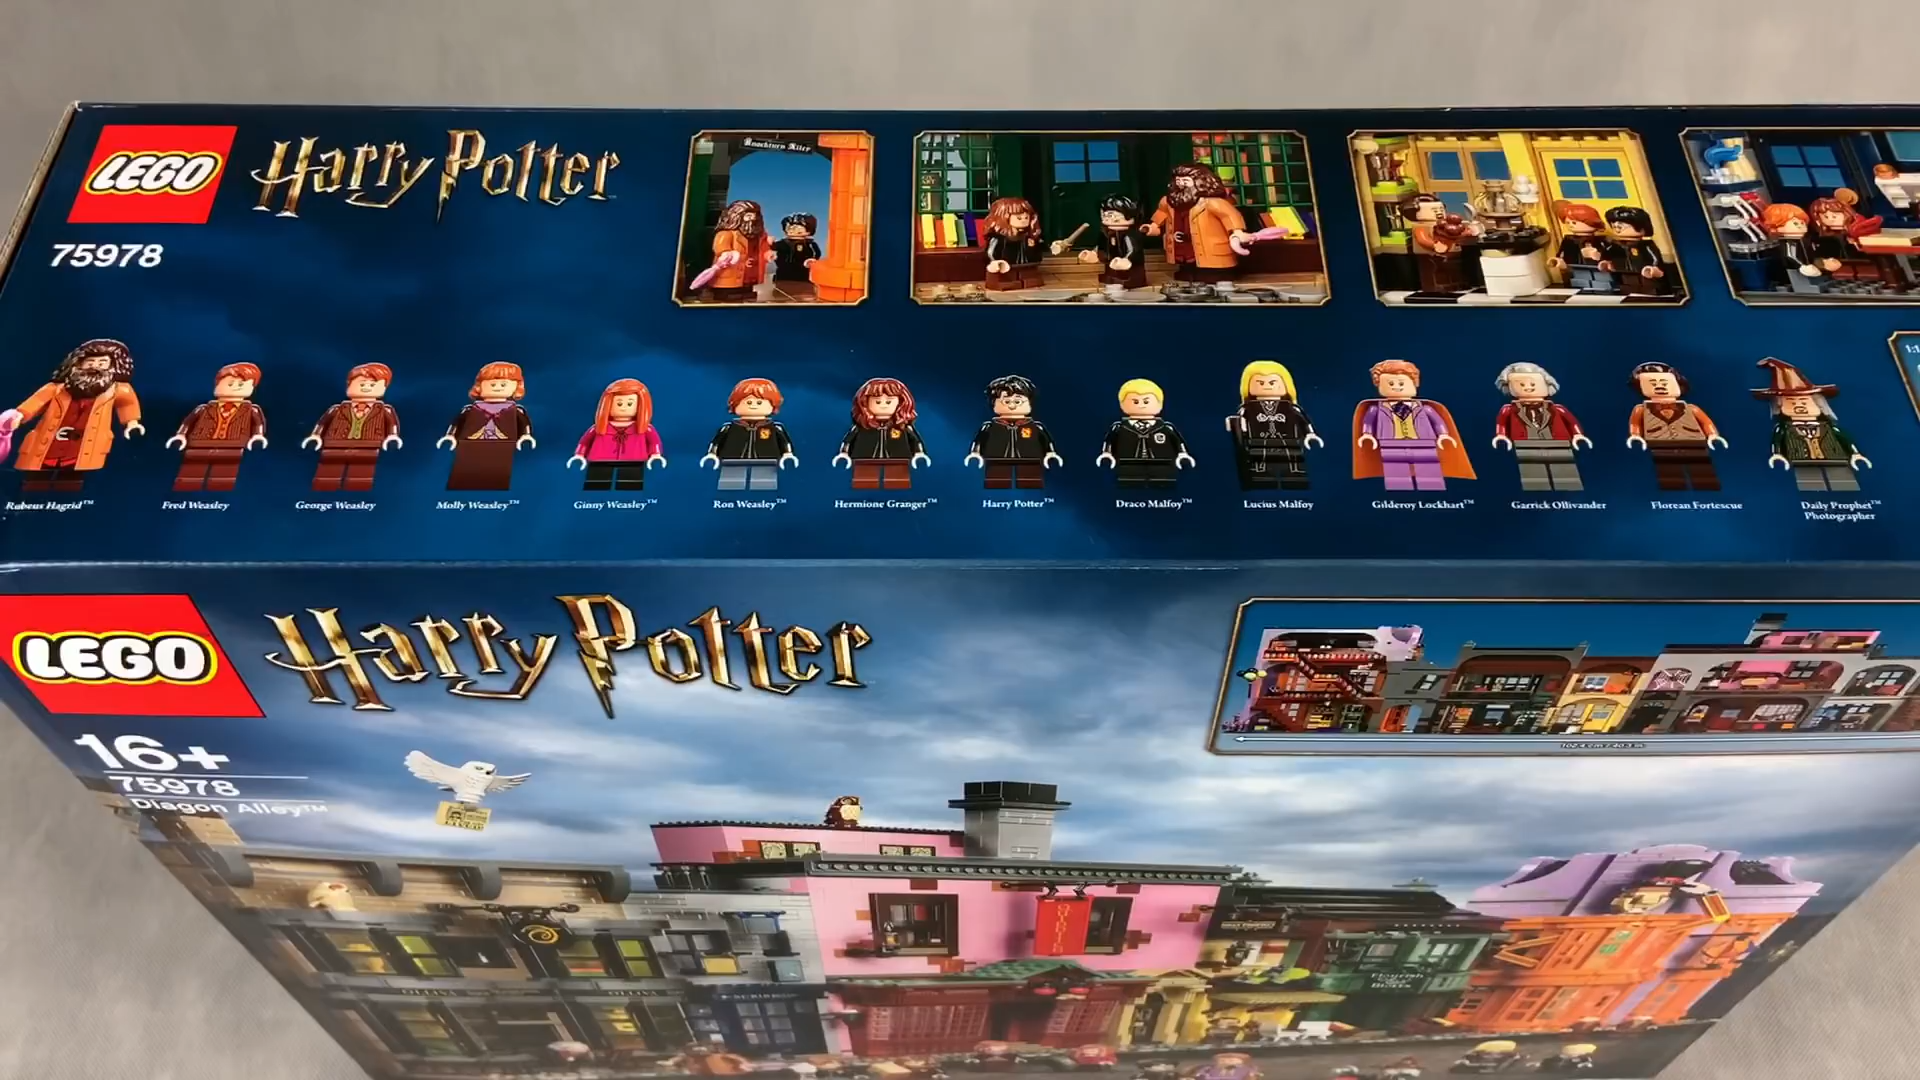 LEGO
Harry Potter
75978
Knockturn Alley
Rubeus Hagrid™
Fred Weasley
George Weasley
Molly Weasley™
Ginny Weasley™
Ron Weasley™
Hermione Granger™
Harry Potter™
Draco Malfoy™
Lucius Malfoy
Gilderoy Lockhart™
Garrick Ollivander
Florean Fortescue
Daily Prophet™
Photographer
LEGO
Harry Potter
16+
75978
Diagon Alley™